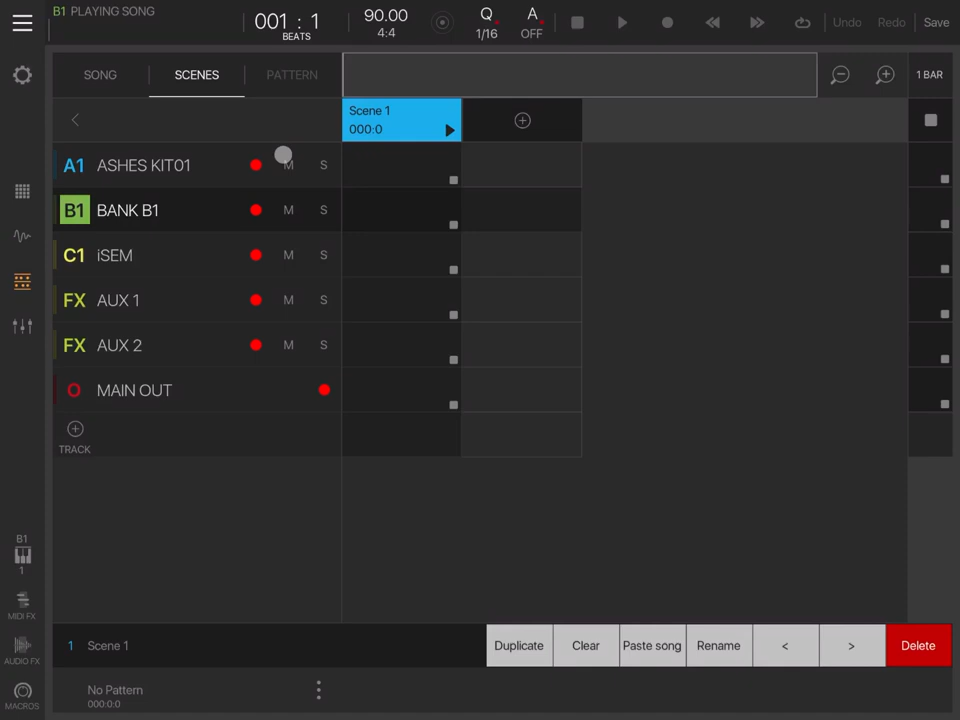 B1 PLAYING SONG
001 : 1
BEATS
90.00
4:4
Q
1/16
A
OFF
Undo
Redo
Save
SONG
SCENES
PATTERN
1 BAR
Scene 1
000:0
A1 ASHES KIT01 M S
B1 BANK B1 M S
C1 iSEM M S
FX AUX 1 M S
FX AUX 2 M S
O MAIN OUT
TRACK
B1
1
MIDI FX
AUDIO FX
MACROS
1 Scene 1
Duplicate
Clear
Paste song
Rename
<
>
Delete
No Pattern
000:0:0